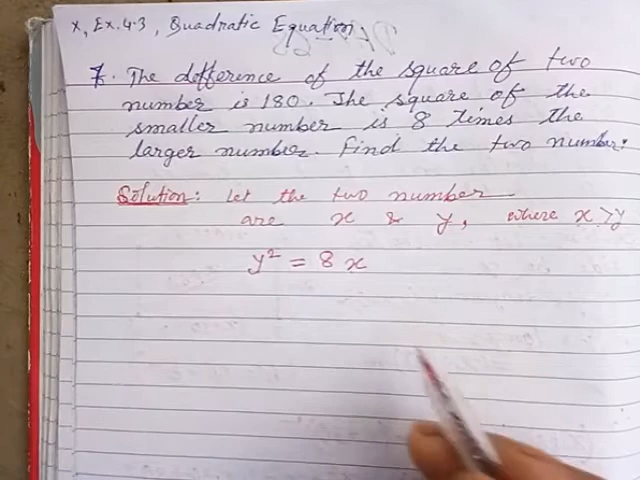 X, Ex.4.3, Quadratic Equation.
7. The difference of the square of two
number is 180. The square of the
smaller number is 8 times the
larger number. Find the two number.
Solution: Let the two number
are x & y, where x > y
y² = 8x